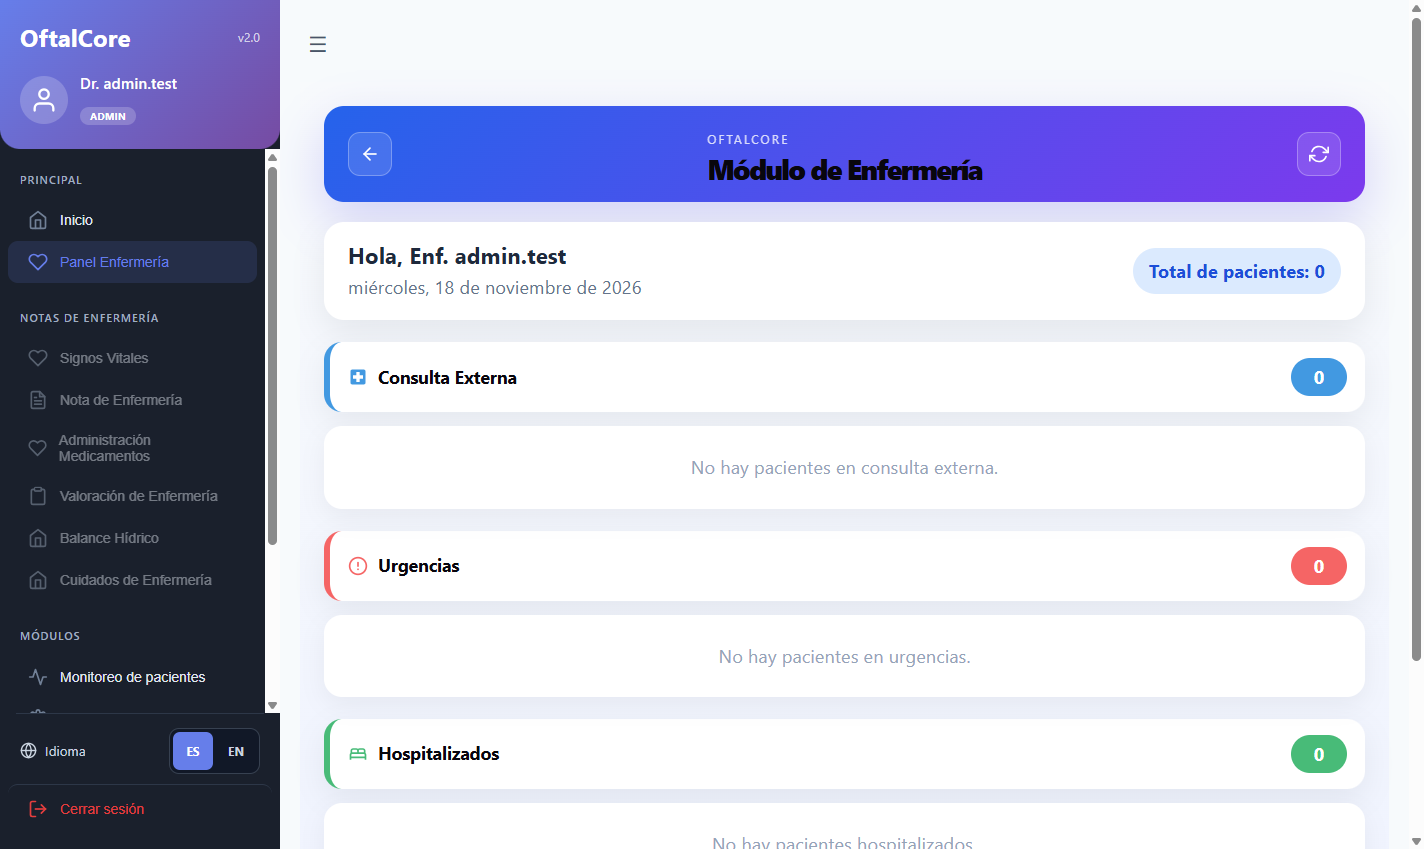 OftalCore
v2.0
Dr. admin.test
ADMIN
PRINCIPAL
Inicio
Panel Enfermería
NOTAS DE ENFERMERÍA
Signos Vitales
Nota de Enfermería
Administración
Medicamentos
Valoración de Enfermería
Balance Hídrico
Cuidados de Enfermería
MÓDULOS
Monitoreo de pacientes
Idioma
ES
EN
Cerrar sesión
OFTALCORE
Módulo de Enfermería
Hola, Enf. admin.test
miércoles, 18 de noviembre de 2026
Total de pacientes: 0
Consulta Externa
0
No hay pacientes en consulta externa.
Urgencias
0
No hay pacientes en urgencias.
Hospitalizados
0
No hay pacientes hospitalizados.